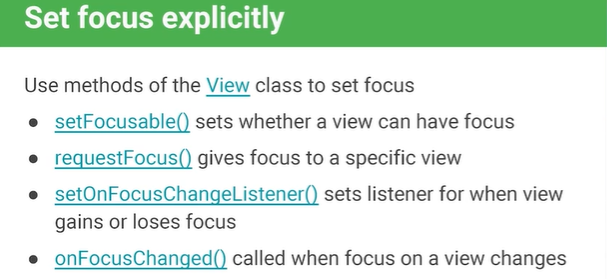 Set focus explicitly
Use methods of the View class to set focus
● setFocusable() sets whether a view can have focus
● requestFocus() gives focus to a specific view
● setOnFocusChangeListener() sets listener for when view
gains or loses focus
● onFocusChanged() called when focus on a view changes